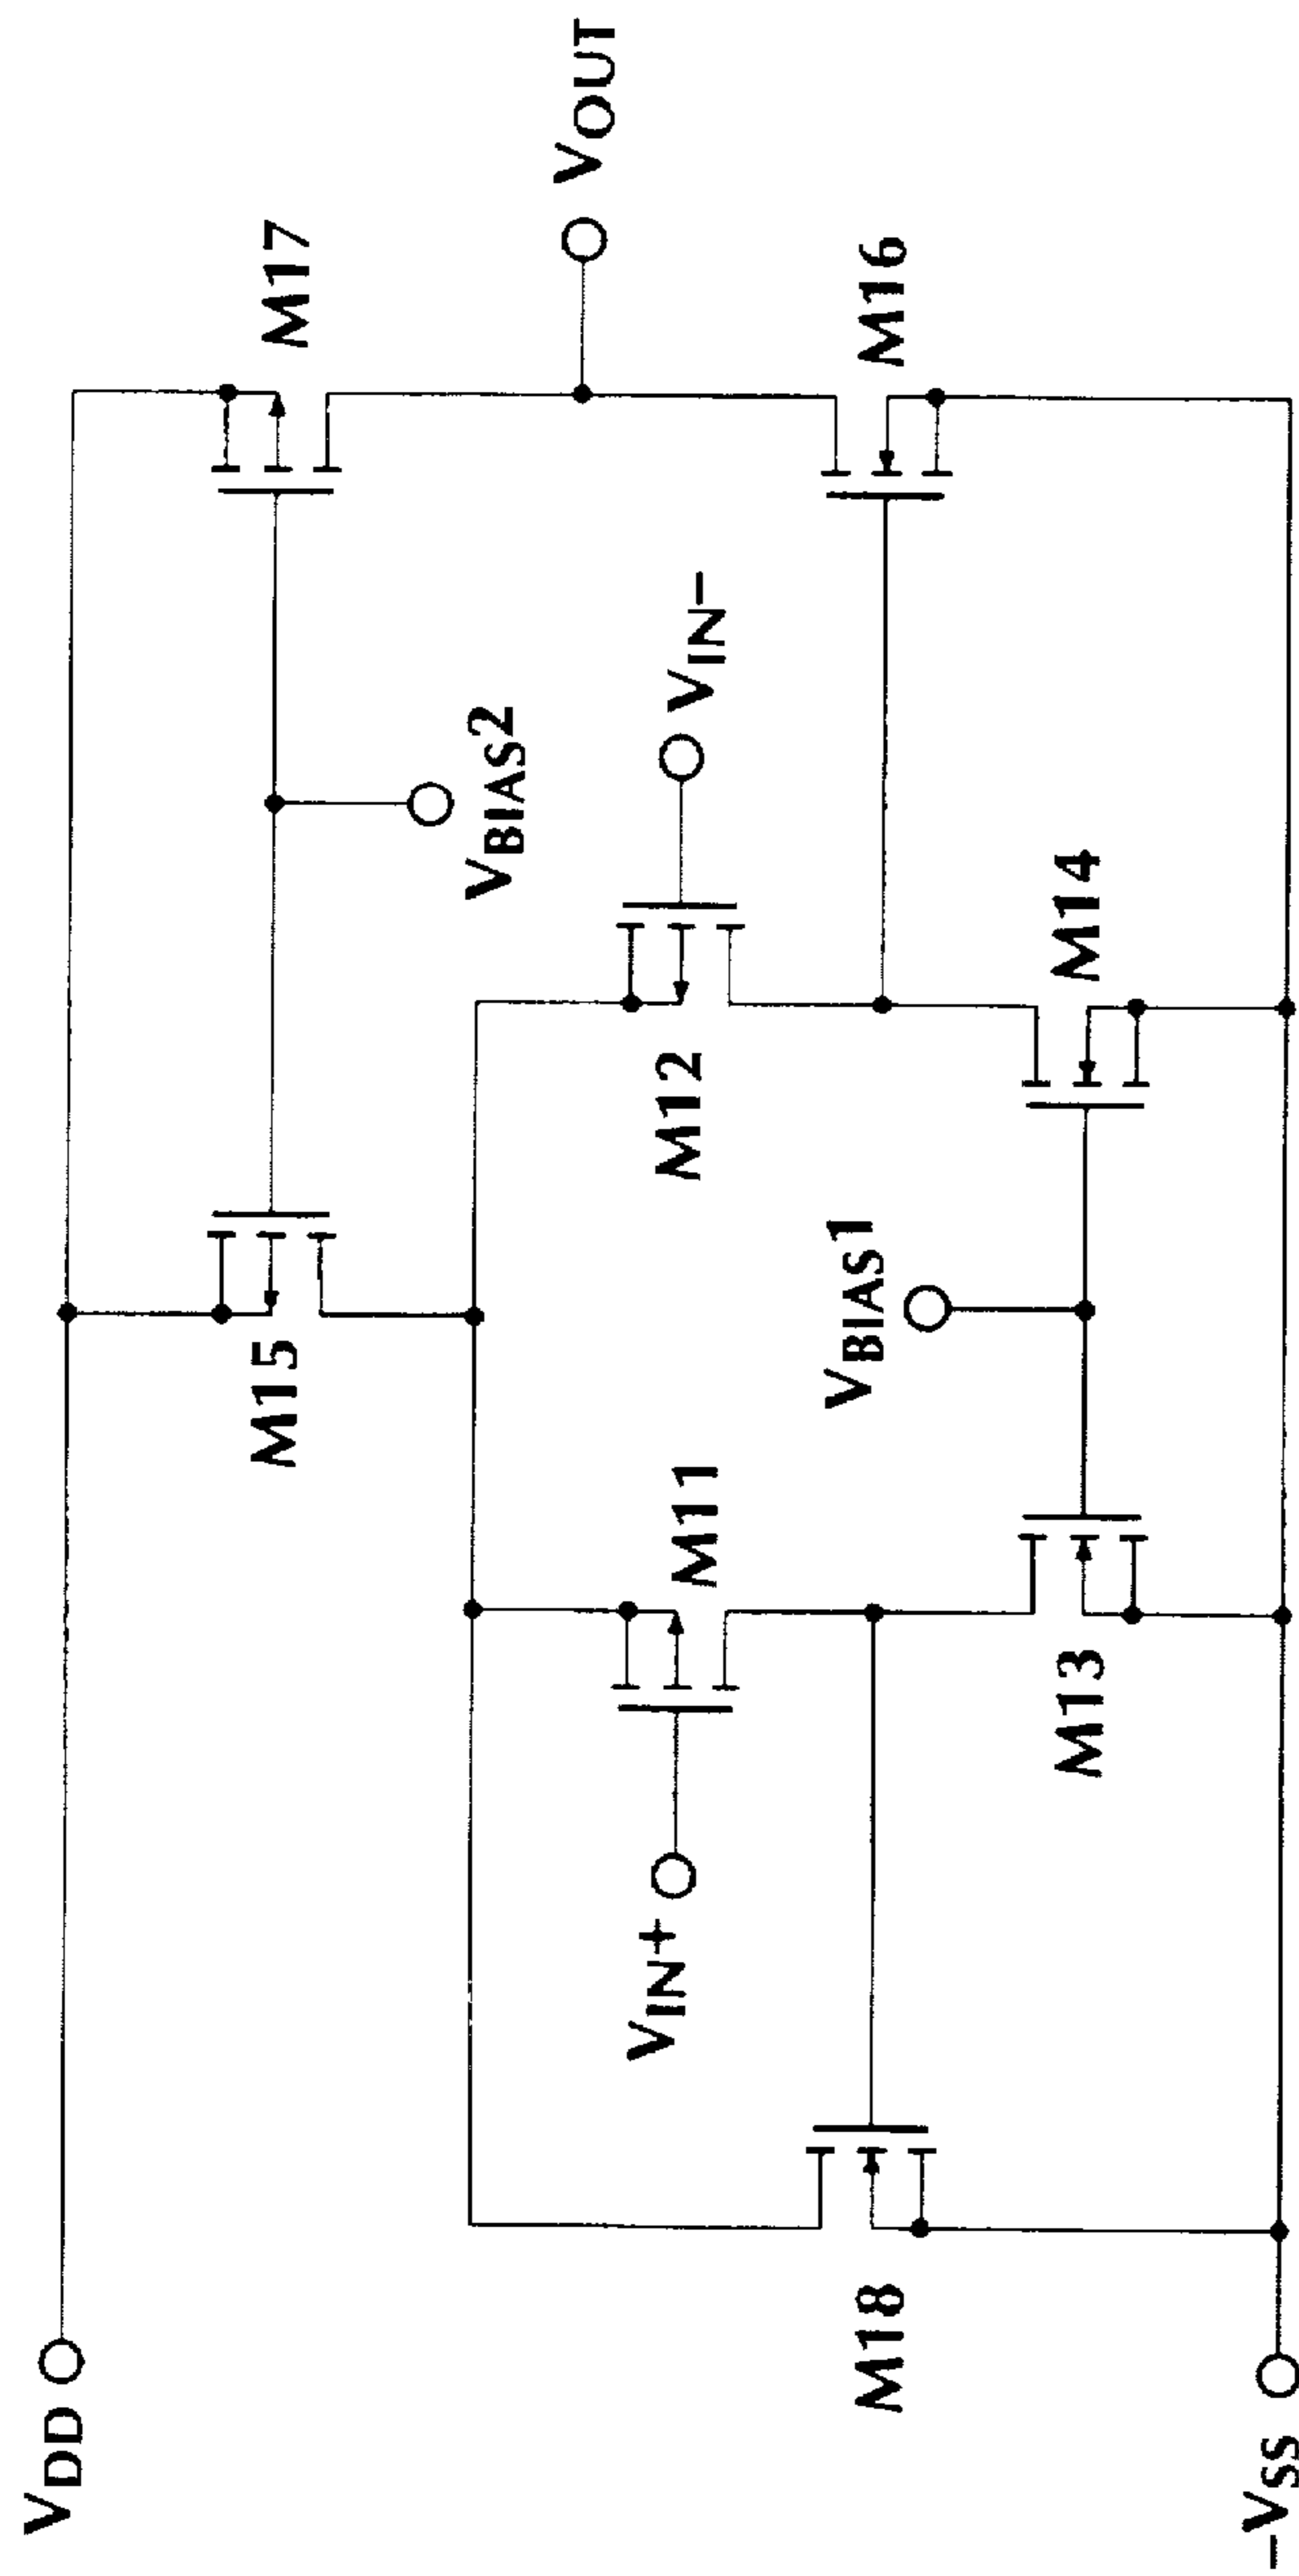 VDD
M15
M17
VBIAS2
VOUT
VIN+
M11
M12
VIN-
VBIAS1
M18
M13
M14
M16
-VSS